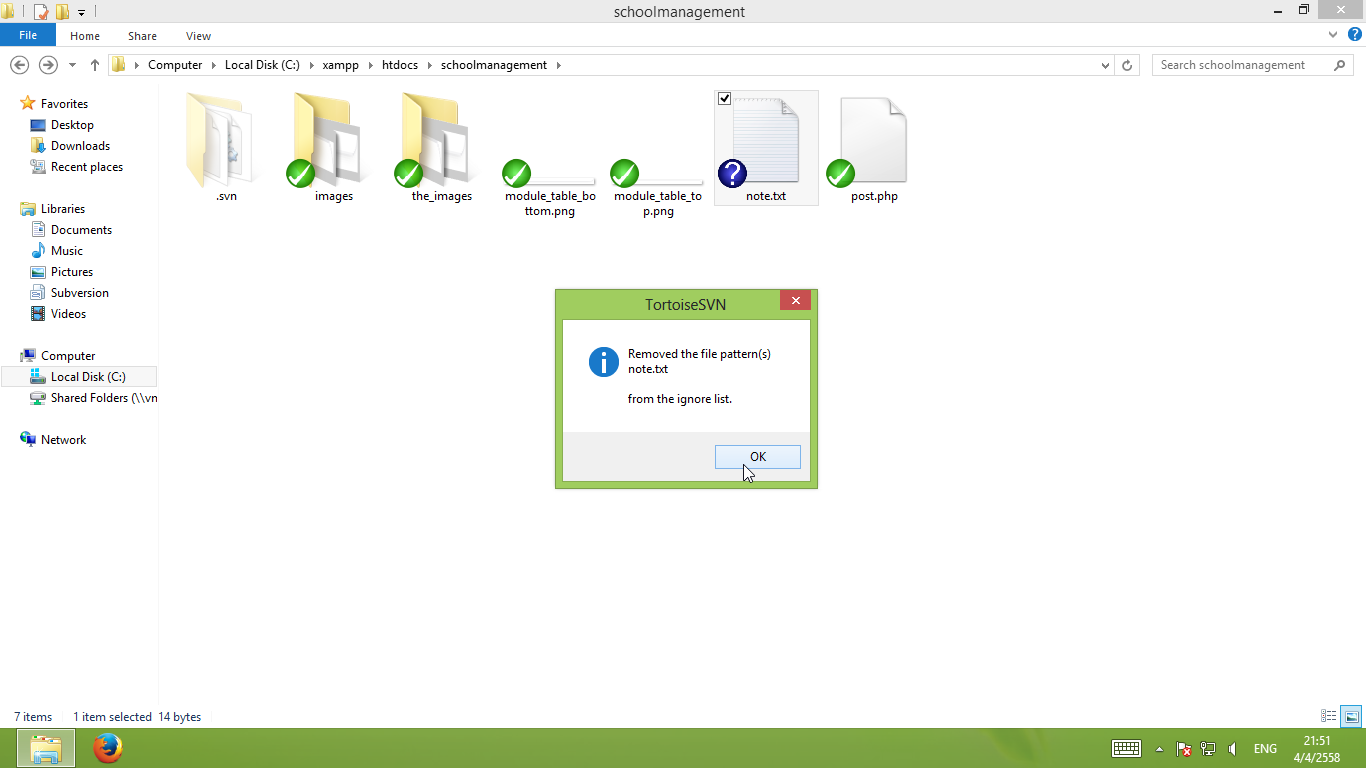 schoolmanagement
File
Home
Share
View
Computer
Local Disk (C:)
xampp
htdocs
schoolmanagement
Search schoolmanagement
Favorites
Desktop
Downloads
Recent places
Libraries
Documents
Music
Pictures
Subversion
Videos
Computer
Local Disk (C:)
Shared Folders (\\vn
Network
.svn
images
the_images
module_table_bo
ttom.png
module_table_to
p.png
note.txt
post.php
TortoiseSVN
Removed the file pattern(s)
note.txt
from the ignore list.
OK
7 items
1 item selected 14 bytes
ENG
21:51
4/4/2558